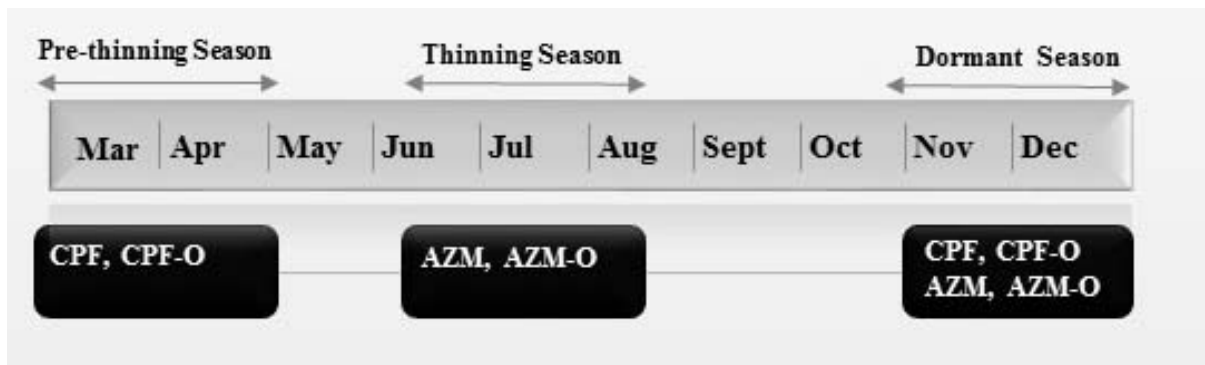 Pre-thinning Season
Thinning Season
Dormant Season
Mar Apr May Jun Jul Aug Sept Oct Nov Dec
CPF, CPF-O
AZM, AZM-O
CPF, CPF-O
AZM, AZM-O